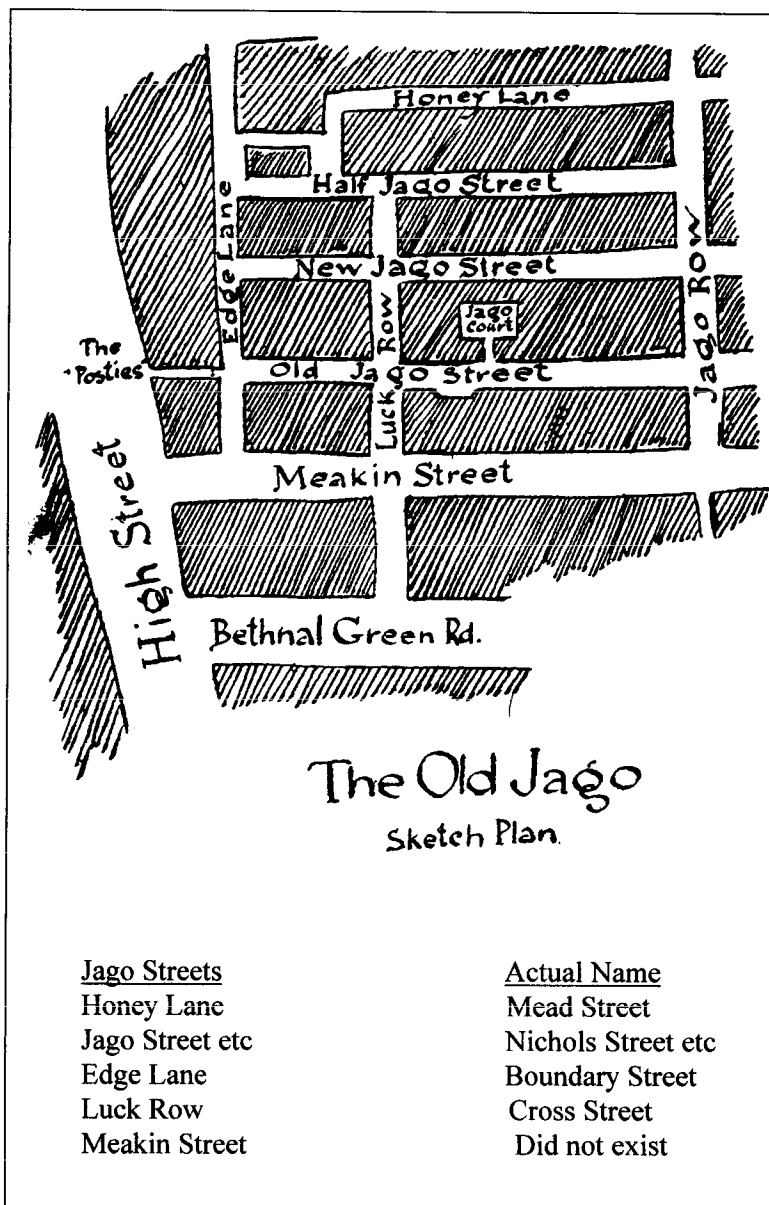 Honey Lane
Half Jago Street
Edge Lane
New Jago Street
Jago Row
Luck Row
Jago
Court
The
Posties
Old Jago Street
Meakin Street
High Street
Bethnal Green Rd.
The Old Jago
Sketch Plan.
Jago Streets
Actual Name
Honey Lane
Mead Street
Jago Street etc
Nichols Street etc
Edge Lane
Boundary Street
Luck Row
Cross Street
Meakin Street
Did not exist